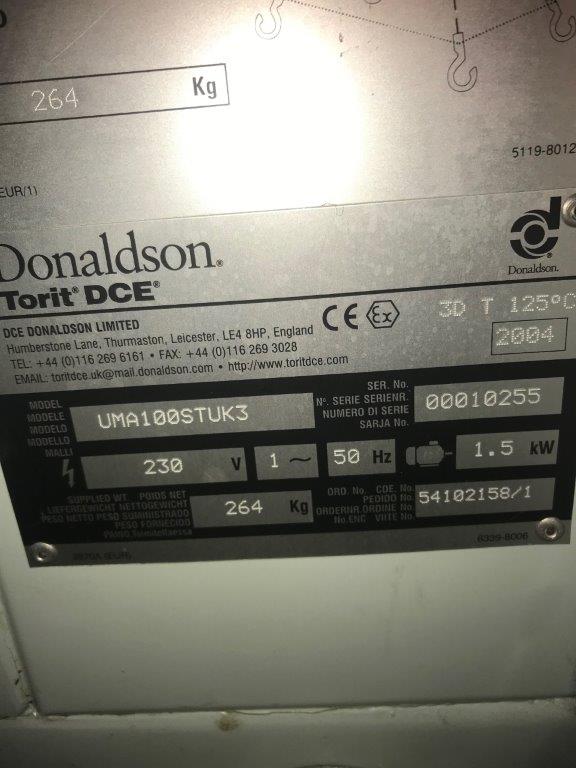 264 Kg
5119-8012
EUR/1)
Donaldson.
Torit® DCE®
Donaldson.
DCE DONALDSON LIMITED
Humberstone Lane, Thurmaston, Leicester, LE4 8HP, England
TEL: +44 (0)116 269 6161 • FAX: +44 (0)116 269 3028
EMAIL: toritdce.uk@mail.donaldson.com • http://www.toritdce.com
CE Ex 3D T 125°C
2004
MODEL
MODELE
MODELO
MODELLO
MALLI
UMA100STUK3
SER. No.
N°. SERIE SERIENR.
NUMERO DI SERIE
SARJA No.
00010255
230 V
1 ~
50 Hz
1.5 kW
SUPPLIED WT. POIDS NET
LIEFERGEWICHT NETTOGEWICHT
PESO NETTO PESO SUMINISTRADO
PESO FORNECIDO
PAINO Toimitettaessa
264 Kg
ORD. No. CDE. No.
PEDIDO No.
ORDERNR. ORDINE No.
No.ENC VIITE No.
54102158/1
6339-8006
(EUR)